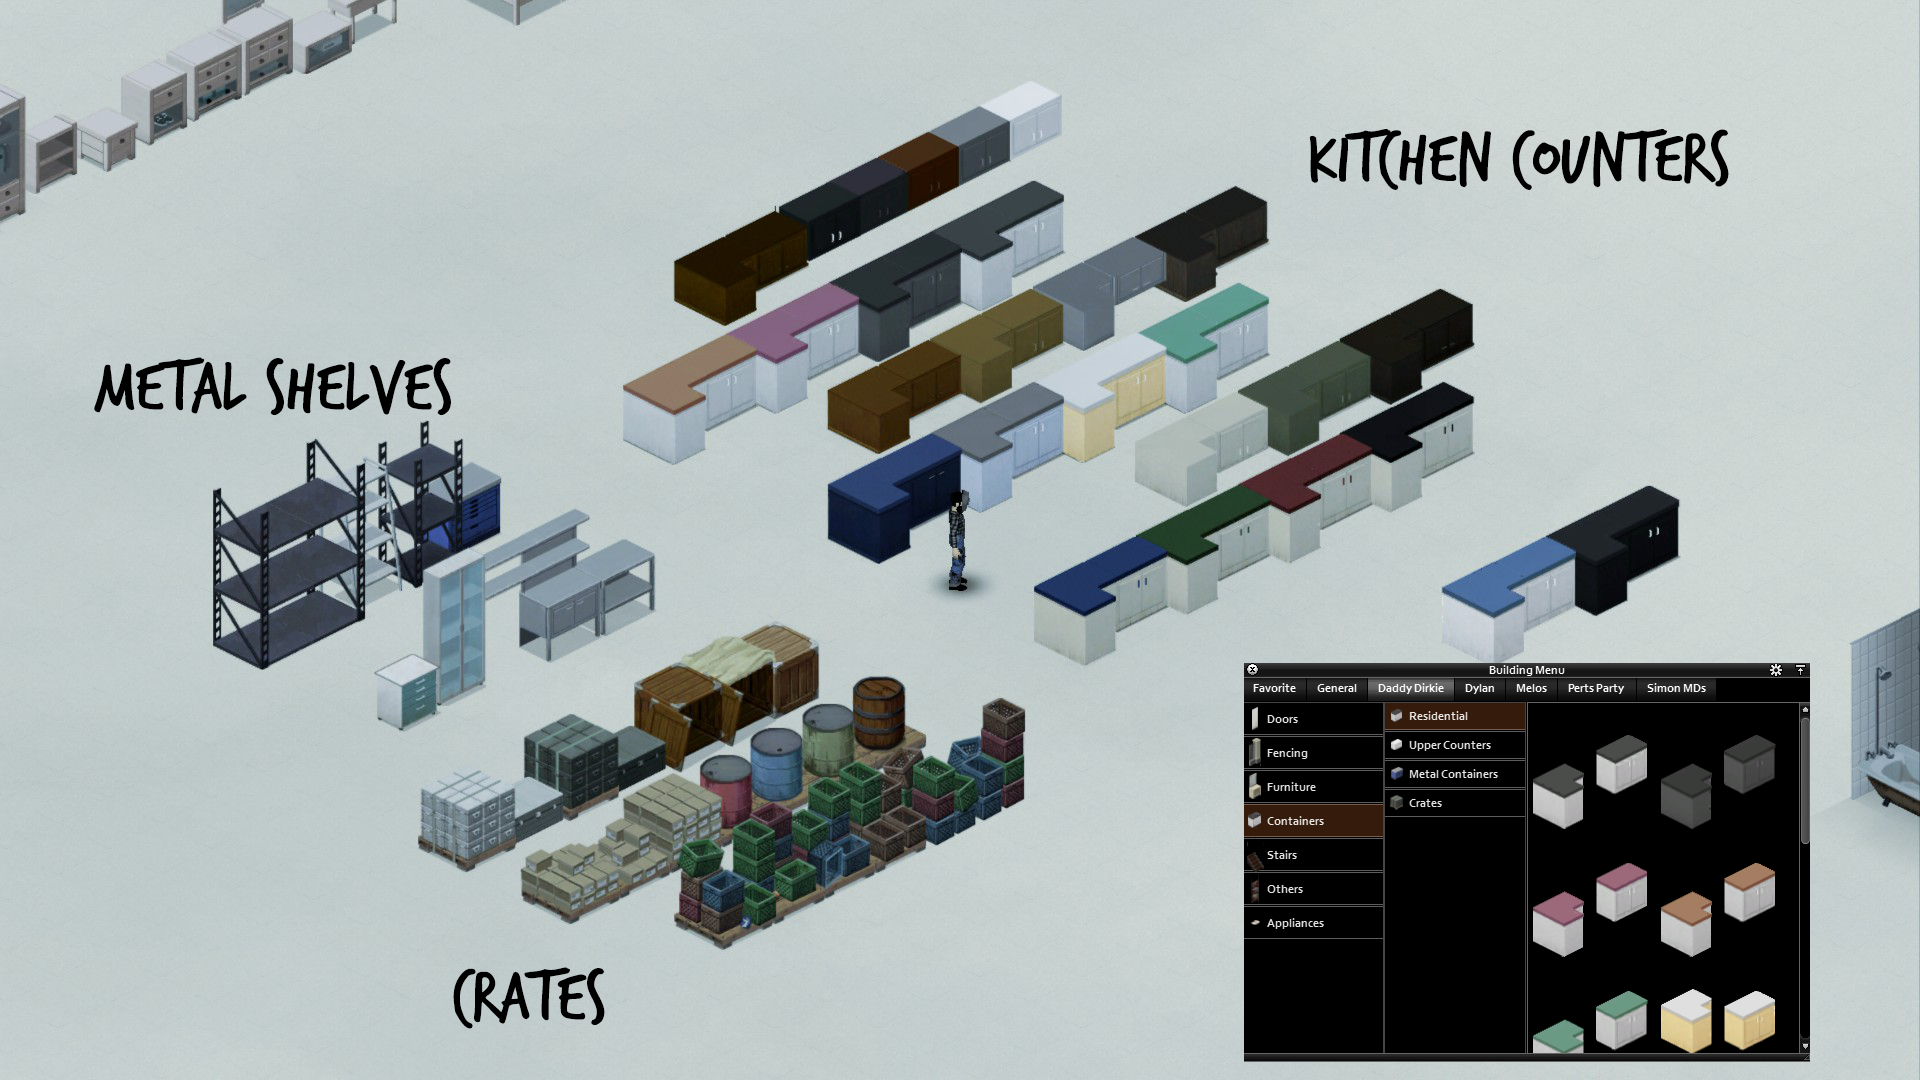 KITCHEN COUNTERS
METAL SHELVES
CRATES
Building Menu
Favorite General Daddy Dirkie Dylan Melos Perts Party Simon MDs
Doors
Fencing
Furniture
Containers
Stairs
Others
Appliances
Residential
Upper Counters
Metal Containers
Crates